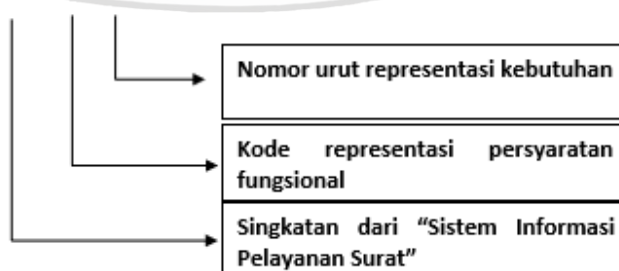 Nomor urut representasi kebutuhan
Kode representasi persyaratan
fungsional
Singkatan dari “Sistem Informasi
Pelayanan Surat”